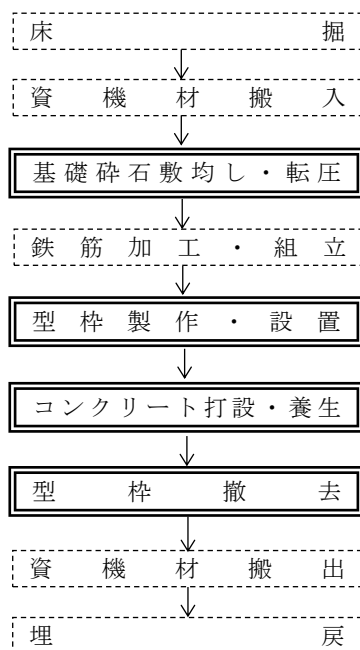 床掘
資機材搬入
基礎砕石敷均し・転圧
鉄筋加工・組立
型枠製作・設置
コンクリート打設・養生
型枠撤去
資機材搬出
埋戻